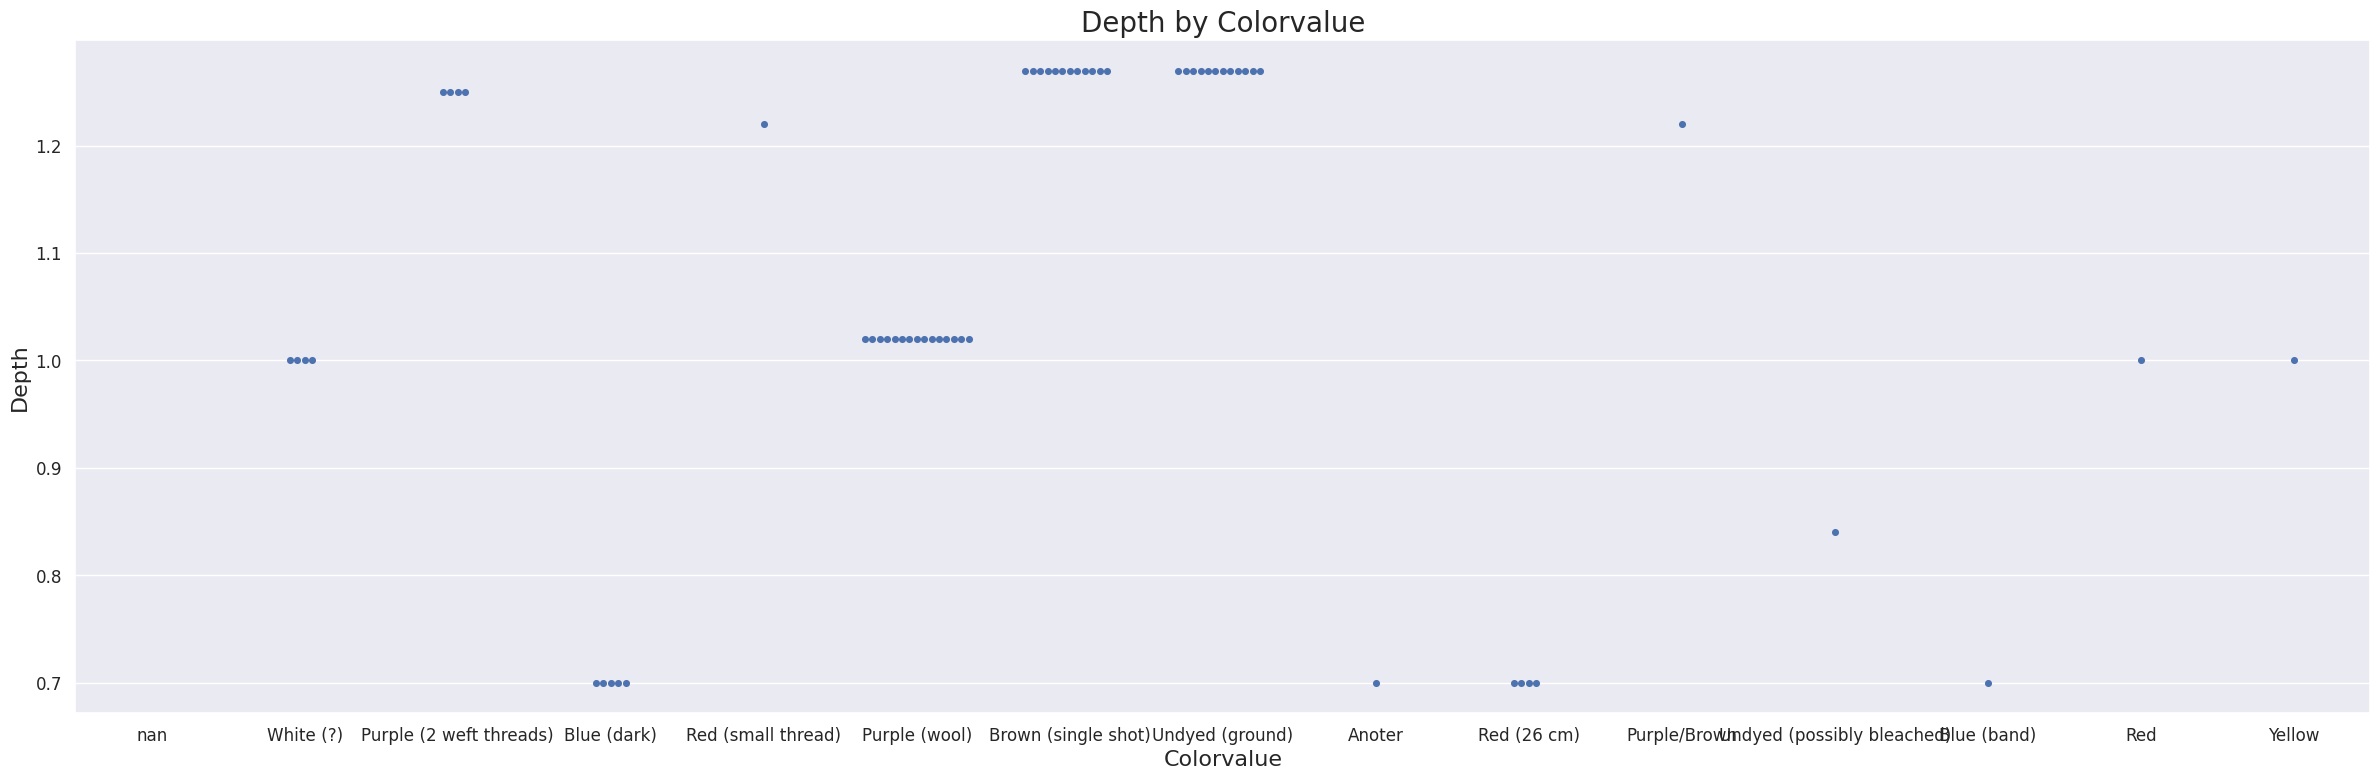 Depth by Colorvalue
Depth
1.2
1.1
1.0
0.9
0.8
0.7
nan White (?) Purple (2 weft threads) Blue (dark) Red (small thread) Purple (wool) Brown (single shot) Undyed (ground) Anoter Red (26 cm) Purple/Brown Undyed (possibly bleached) Blue (band) Red Yellow
Colorvalue